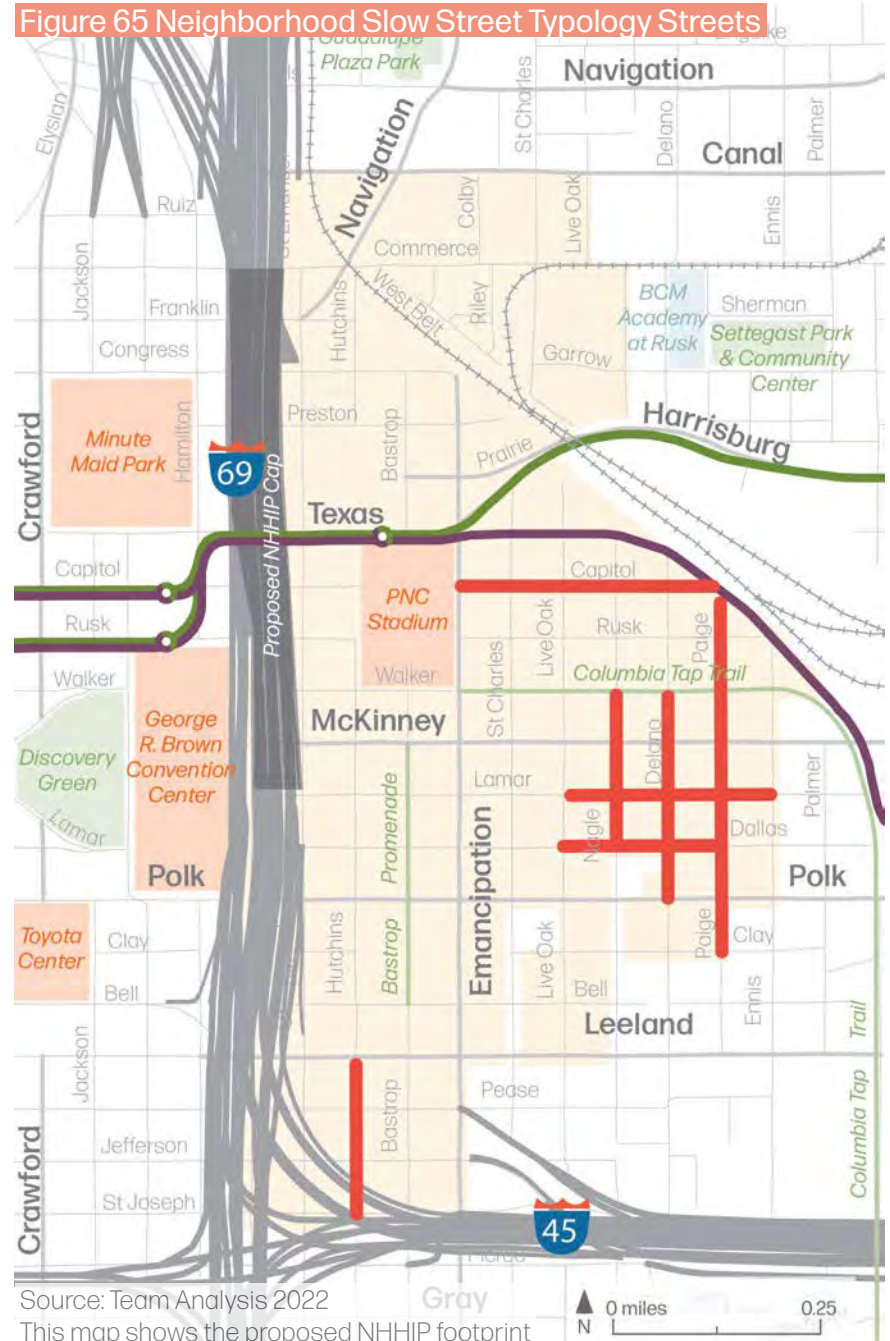 Figure 65 Neighborhood Slow Street Typology Streets
Plaza Park
Navigation
Elysian
St Charles
Delano
Palmer
Navigation
Canal
Ruiz
Colby
Live Oak
Ennis
Commerce
Jackson
West Belt
Riley
BCM
Academy
at Rusk
Sherman
Franklin
Hutchins
Settegast Park
& Community
Center
Congress
Garrow
Crawford
Minute
Maid Park
Hamilton
Preston
Bastrop
Harrisburg
69
Prairie
Proposed NHHIP Cap
Texas
Capitol
PNC
Stadium
Capitol
Rusk
Live Oak
Rusk
Paige
Walker
Walker
St Charles
Columbia Tap Trail
George
R. Brown
Convention
Center
McKinney
Discovery
Green
Lamar
Delano
Palmer
Lamar
Promenade
Emancipation
Nagle
Dallas
Polk
Polk
Toyota
Center
Clay
Hutchins
Bastrop
Live Oak
Paige
Clay
Bell
Bell
Ennis
Leeland
Trail
Jackson
Bastrop
Pease
Columbia Tap
Crawford
Jefferson
St Joseph
45
Pierce
Source: Team Analysis 2022
Gray
N
0 miles
0.25
This map shows the proposed NHHIP footprint